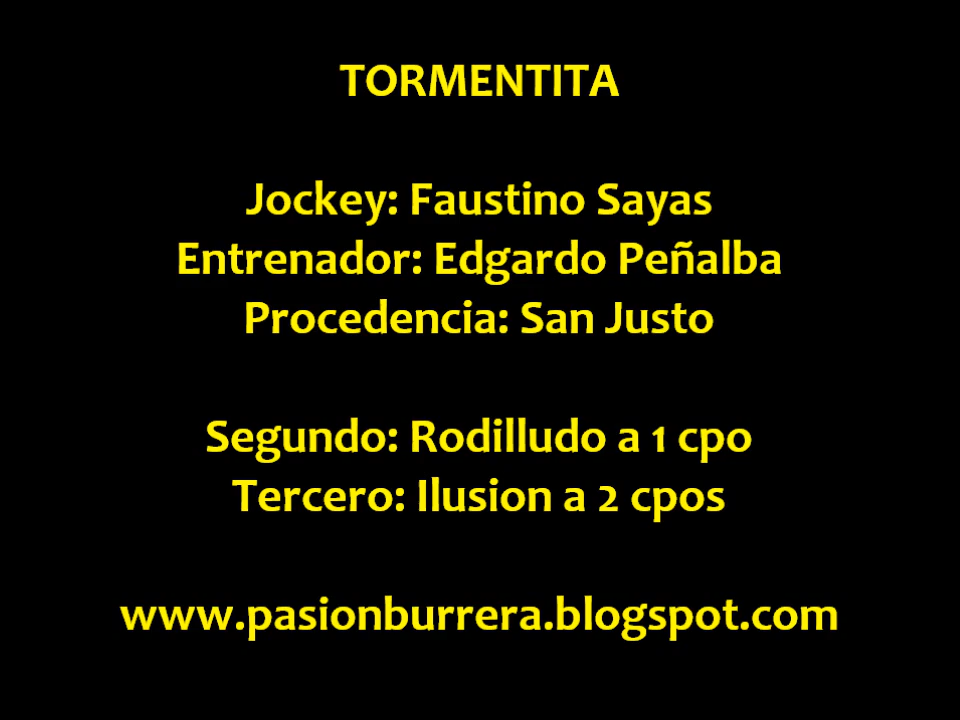 TORMENTITA
Jockey: Faustino Sayas
Entrenador: Edgardo Peñalba
Procedencia: San Justo
Segundo: Rodilludo a 1 cpo
Tercero: Ilusion a 2 cpos
www.pasionburrera.blogspot.com